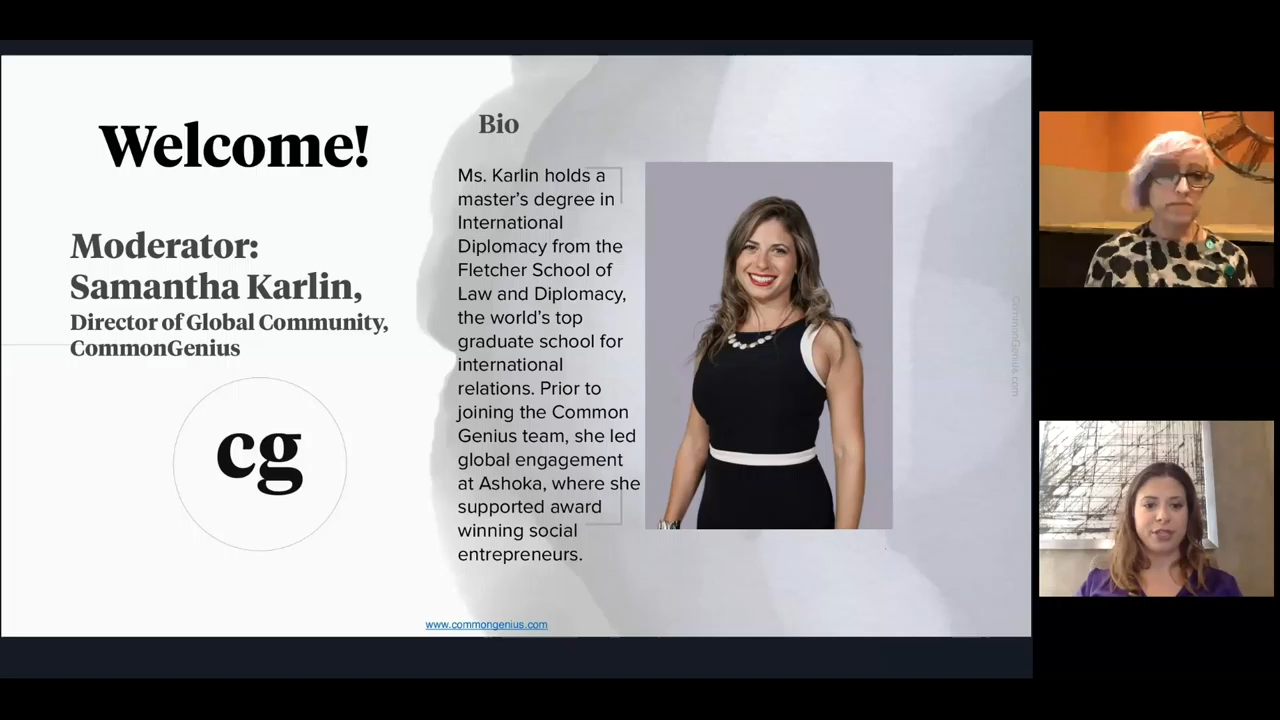 Welcome!
Moderator:
Samantha Karlin,
Director of Global Community,
CommonGenius
cg
Bio
Ms. Karlin holds a
master's degree in
International
Diplomacy from the
Fletcher School of
Law and Diplomacy,
the world's top
graduate school for
international
relations. Prior to
joining the Common
Genius team, she led
global engagement
at Ashoka, where she
supported award
winning social
entrepreneurs.
www.commongenius.com
CommonGenius.com